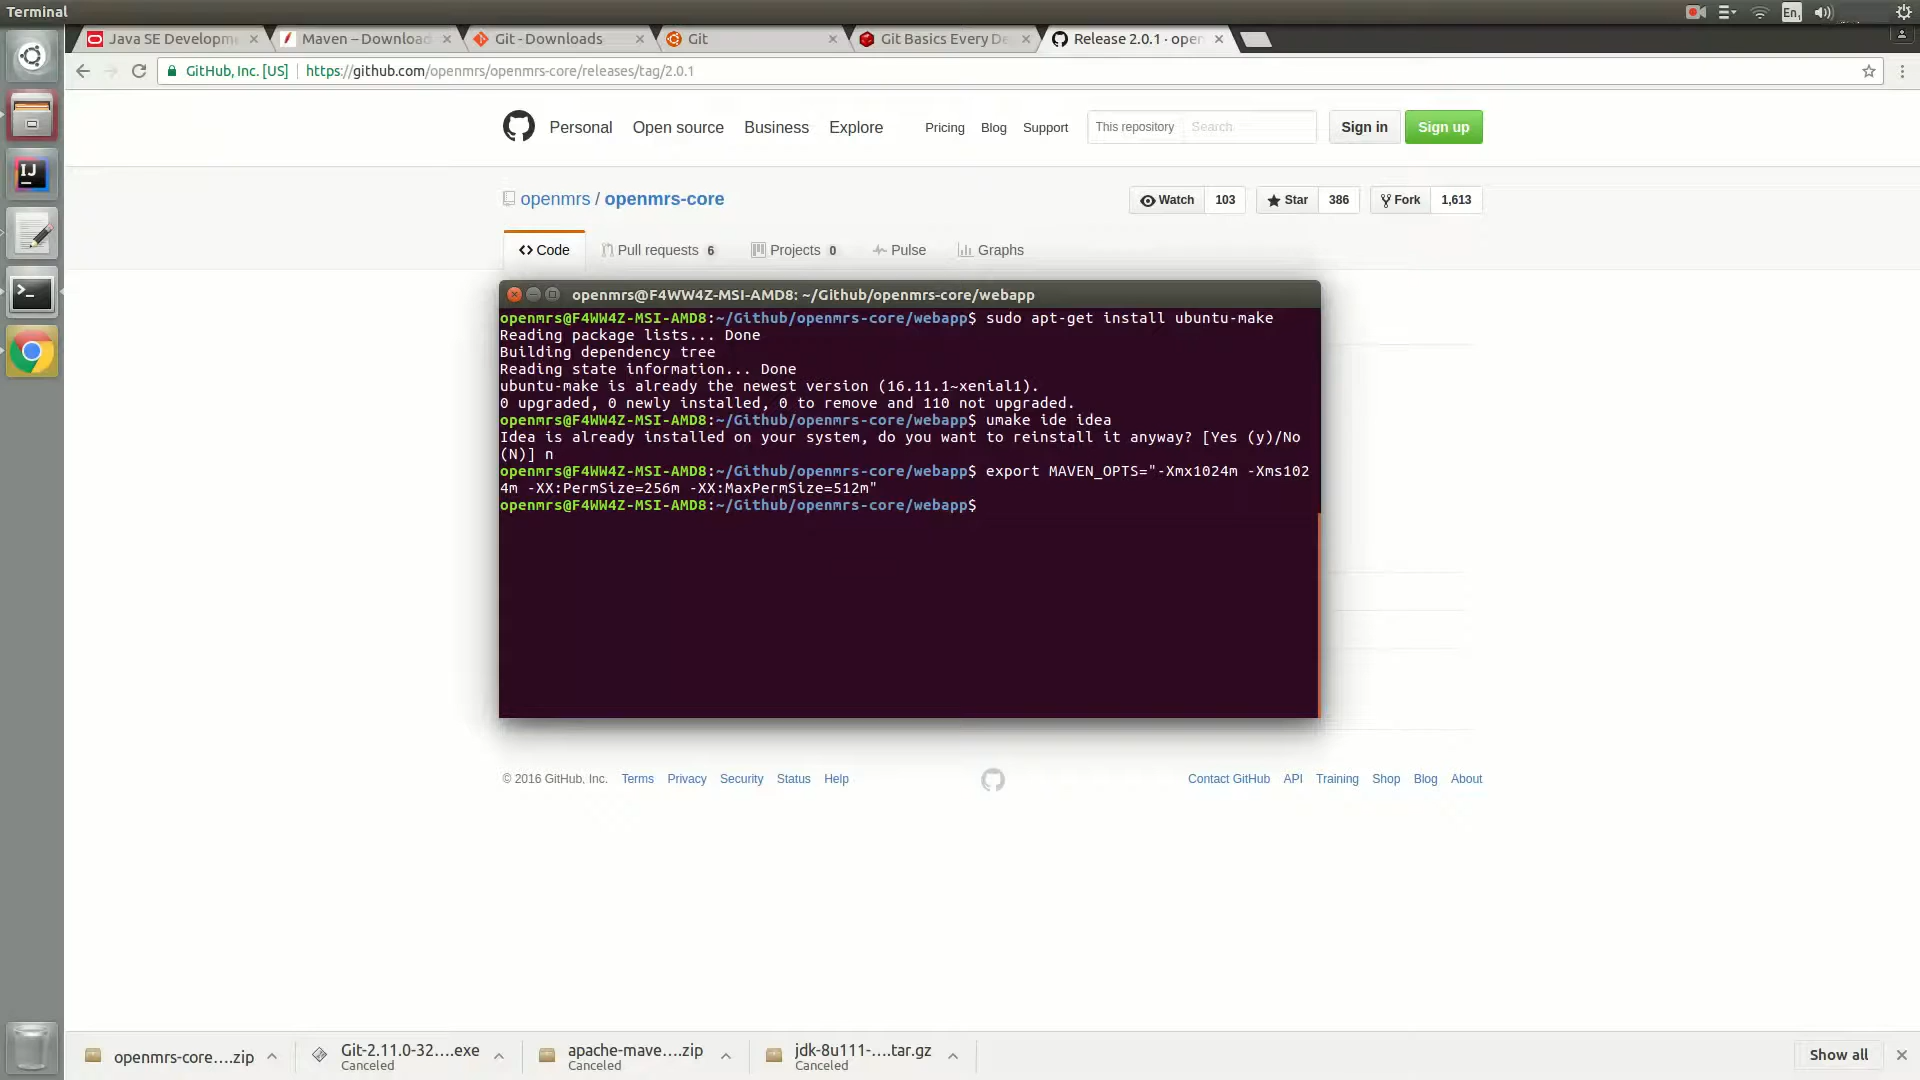 Terminal
En
Java SE Developm
Maven – Download
Git - Downloads
Git
Git Basics Every De
Release 2.0.1 · open
GitHub, Inc. [US]
https://github.com/openmrs/openmrs-core/releases/tag/2.0.1
Personal
Open source
Business
Explore
Pricing
Blog
Support
This repository
Search
Sign in
Sign up
openmrs / openmrs-core
Watch
103
Star
386
Fork
1,613
Code
Pull requests 6
Projects 0
Pulse
Graphs
openmrs@F4WW4Z-MSI-AMD8: ~/Github/openmrs-core/webapp
openmrs@F4WW4Z-MSI-AMD8:~/Github/openmrs-core/webapp$ sudo apt-get install ubuntu-make
Reading package lists... Done
Building dependency tree
Reading state information... Done
ubuntu-make is already the newest version (16.11.1~xenial1).
0 upgraded, 0 newly installed, 0 to remove and 110 not upgraded.
openmrs@F4WW4Z-MSI-AMD8:~/Github/openmrs-core/webapp$ umake ide idea
Idea is already installed on your system, do you want to reinstall it anyway? [Yes (y)/No
(N)] n
openmrs@F4WW4Z-MSI-AMD8:~/Github/openmrs-core/webapp$ export MAVEN_OPTS="-Xmx1024m -Xms102
4m -XX:PermSize=256m -XX:MaxPermSize=512m"
openmrs@F4WW4Z-MSI-AMD8:~/Github/openmrs-core/webapp$
© 2016 GitHub, Inc.
Terms
Privacy
Security
Status
Help
Contact GitHub
API
Training
Shop
Blog
About
openmrs-core....zip
Git-2.11.0-32....exe
Canceled
apache-mave....zip
Canceled
jdk-8u111-....tar.gz
Canceled
Show all